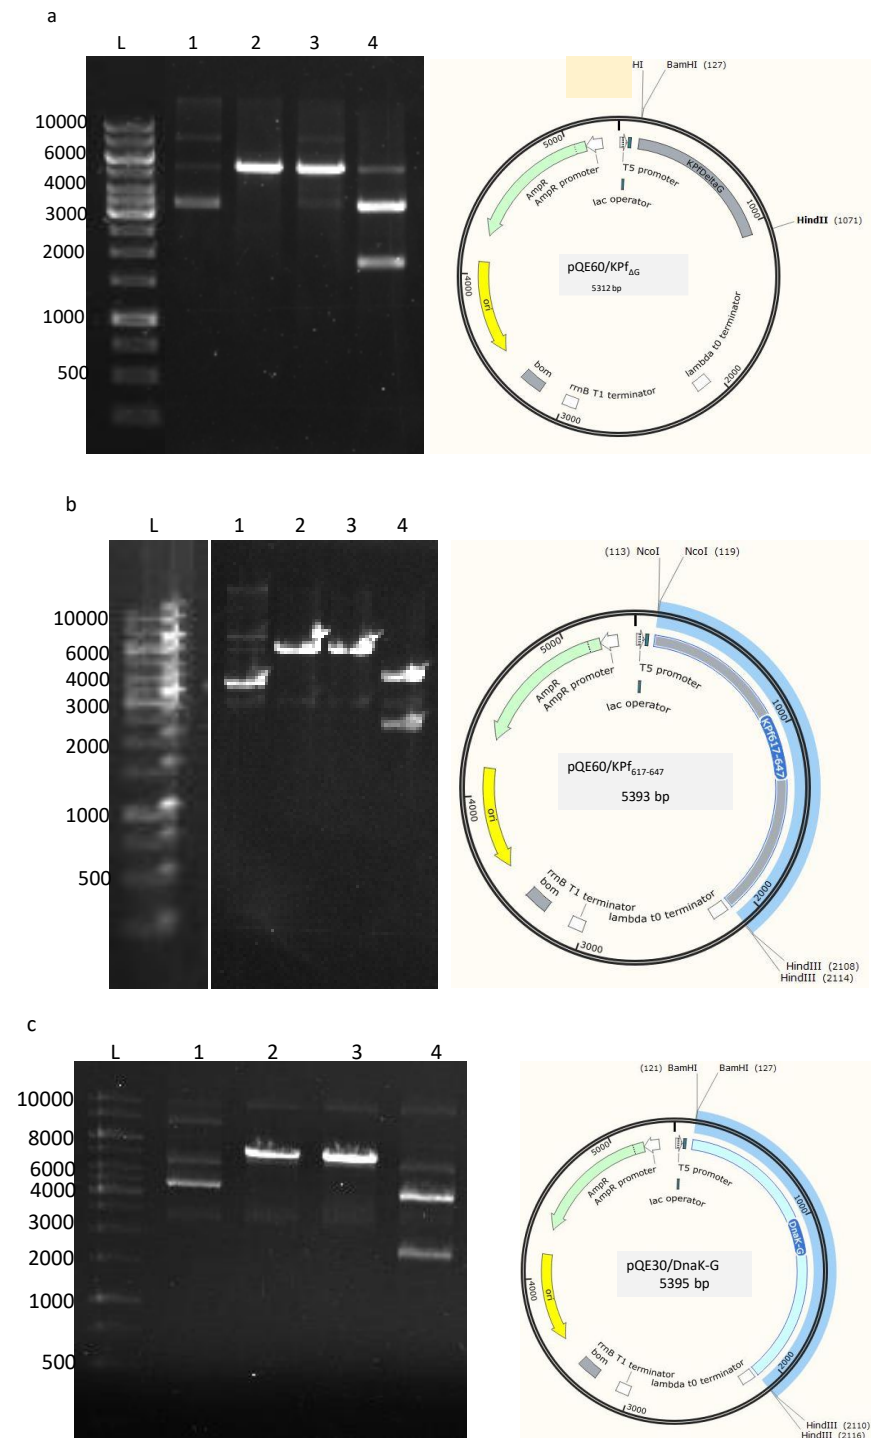 a
L 1 2 3 4
10000
6000
4000
3000
2000
1000
500
HI BamHI (127)
5000
T5 promoter
AmpR
AmpR promoter
lac operator
KPfDeltaG
1000
HindII (1071)
pQE60/KPfΔG
5312 bp
4000
ori
lambda t0 terminator
bom
rrnB T1 terminator
2000
3000
b
L 1 2 3 4
10000
6000
4000
3000
2000
1000
500
(113) NcoI NcoI (119)
5000
T5 promoter
AmpR
AmpR promoter
lac operator
1000
KPf617-647
pQE60/KPf617-647
5393 bp
4000
ori
rrnB T1 terminator
bom
lambda t0 terminator
2000
3000
HindIII (2108)
HindIII (2114)
c
L 1 2 3 4
10000
8000
6000
4000
3000
2000
1000
500
(121) BamHI BamHI (127)
5000
T5 promoter
AmpR
AmpR promoter
lac operator
1000
DnaK-G
pQE30/DnaK-G
5395 bp
4000
ori
rrnB T1 terminator
bom
lambda t0 terminator
2000
3000
HindIII (2110)
HindIII (2116)